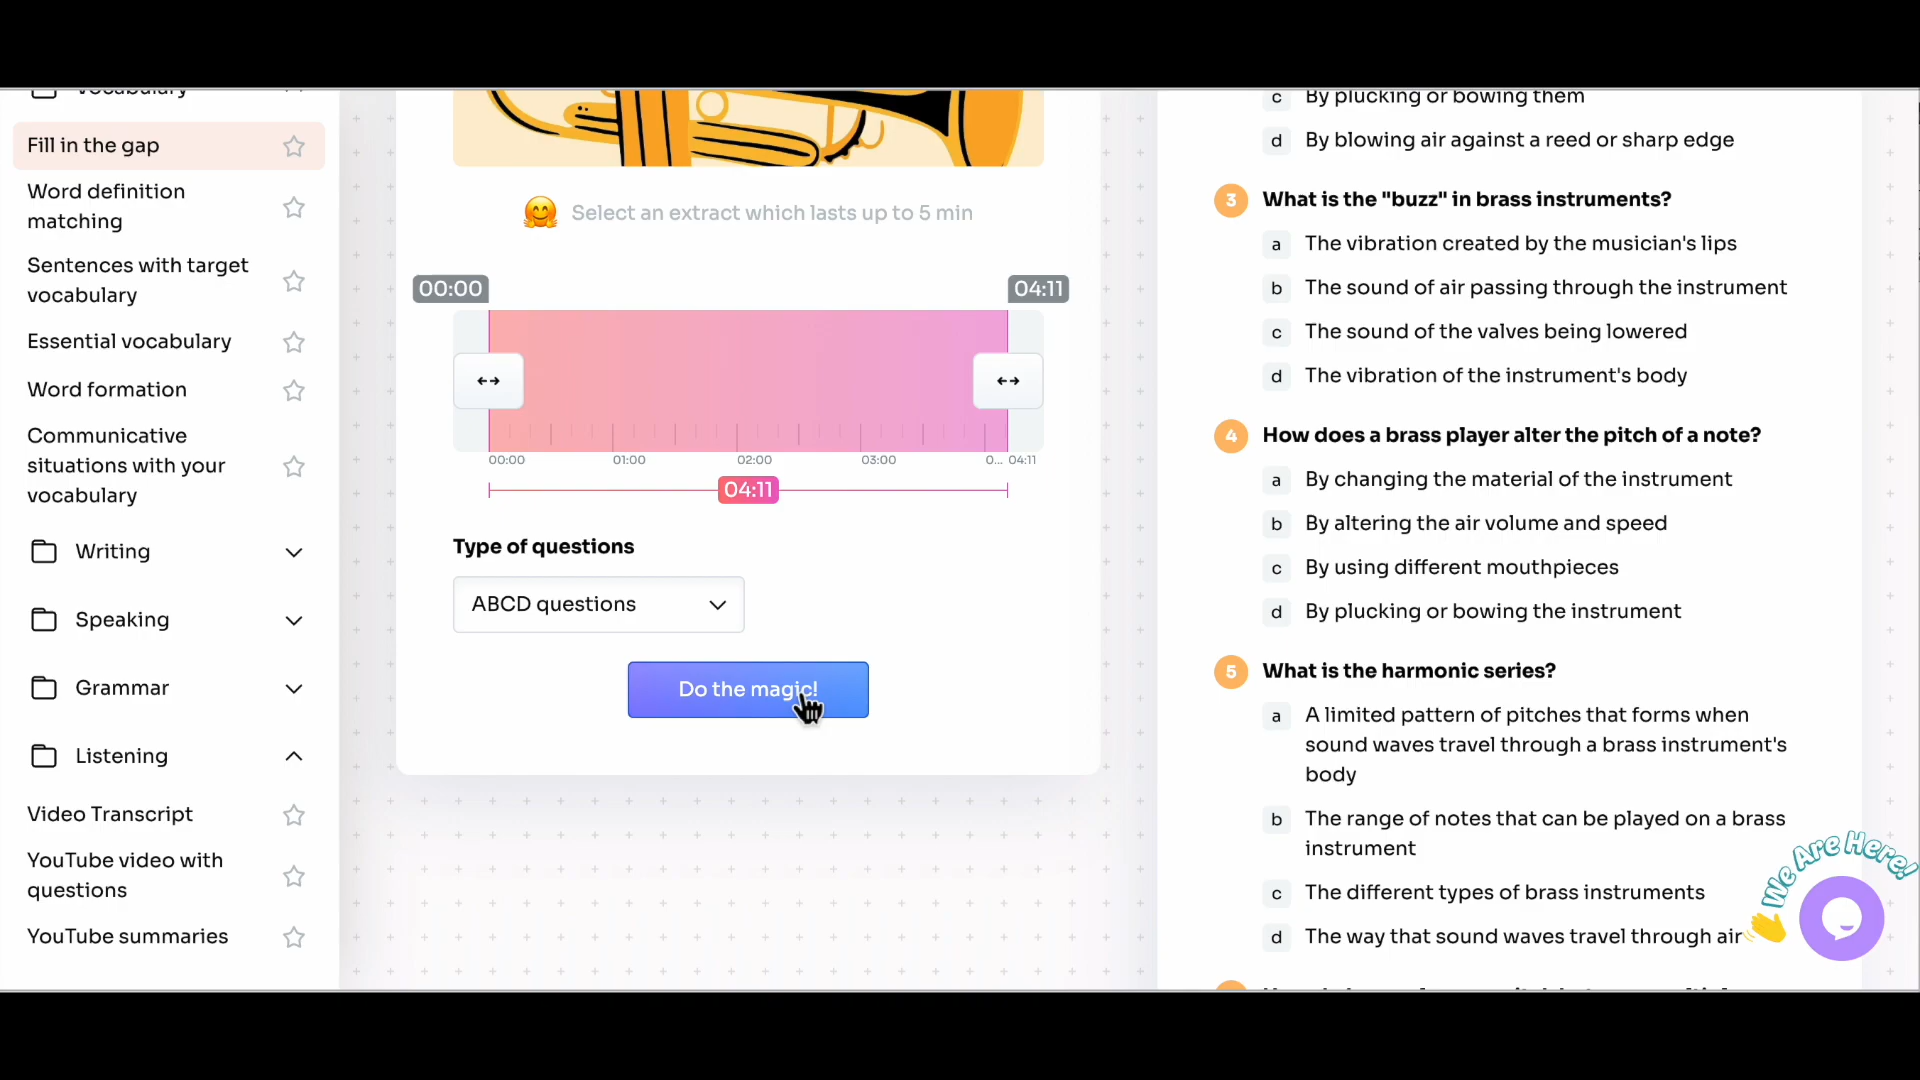 Vocabulary
Fill in the gap
Word definition
matching
Sentences with target
vocabulary
Essential vocabulary
Word formation
Communicative
situations with your
vocabulary
Writing
Speaking
Grammar
Listening
Video Transcript
YouTube video with
questions
YouTube summaries
Select an extract which lasts up to 5 min
00:00
04:11
00:00
01:00
02:00
03:00
0...
04:11
04:11
Type of questions
ABCD questions
Do the magic!
c By plucking or bowing them
d By blowing air against a reed or sharp edge
3 What is the "buzz" in brass instruments?
a The vibration created by the musician's lips
b The sound of air passing through the instrument
c The sound of the valves being lowered
d The vibration of the instrument's body
4 How does a brass player alter the pitch of a note?
a By changing the material of the instrument
b By altering the air volume and speed
c By using different mouthpieces
d By plucking or bowing the instrument
5 What is the harmonic series?
a A limited pattern of pitches that forms when
sound waves travel through a brass instrument's
body
b The range of notes that can be played on a brass
instrument
c The different types of brass instruments
d The way that sound waves travel through air
We Are Here!